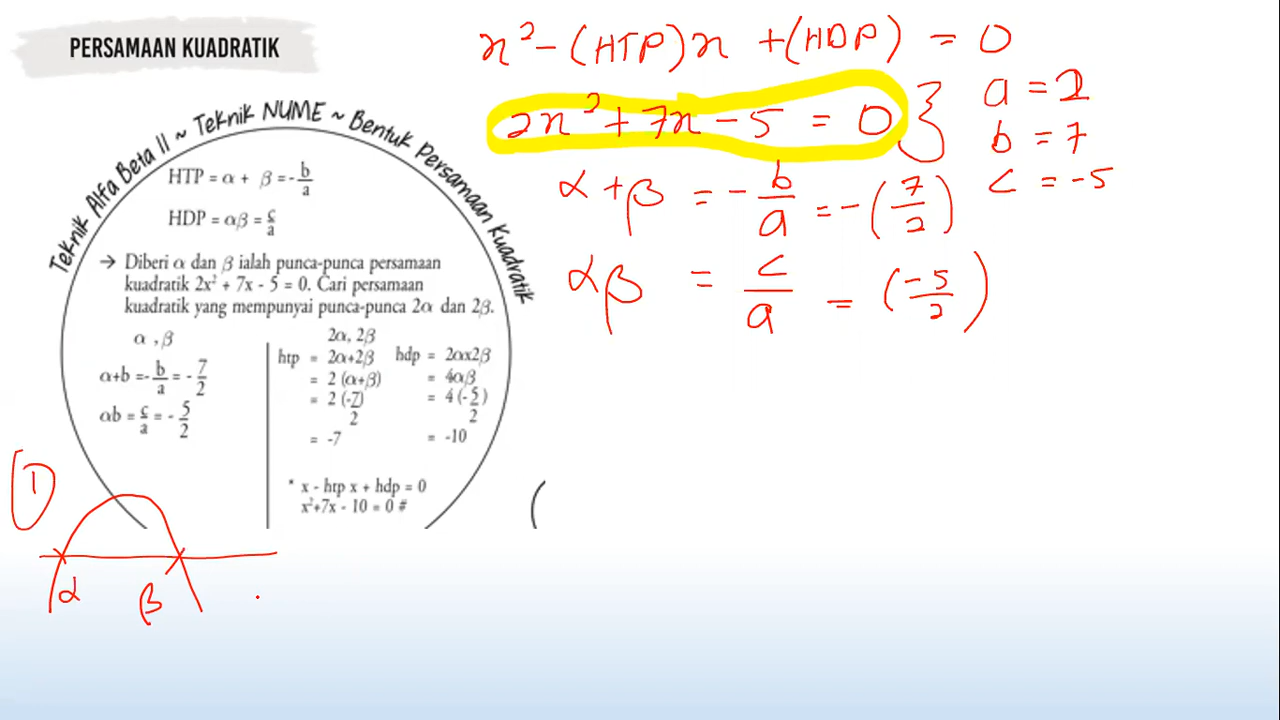 PERSAMAAN KUADRATIK
Teknik Alfa Beta II ~ Teknik NUME ~ Bentuk Persamaan Kuadratik
HTP = α + β = -b/a
HDP = αβ = c/a
→ Diberi α dan β ialah punca-punca persamaan
kuadratik 2x² + 7x - 5 = 0. Cari persamaan
kuadratik yang mempunyai punca-punca 2α dan 2β.
α , β
α+b = -b/a = -7/2
αb = c/a = -5/2
2α, 2β
htp = 2α+2β
= 2 (α+β)
= 2 (-7)
2
= -7
hdp = 2αx2β
= 4αβ
= 4 (-5)
2
= -10
* x - htp x + hdp = 0
x²+7x - 10 = 0 #
x² - (HTP)x + (HDP) = 0
2x² + 7x - 5 = 0
a = 2
b = 7
c = -5
α + β = -b/a = -(7/2)
αβ = c/a = (-5/2)
(
1
α
β